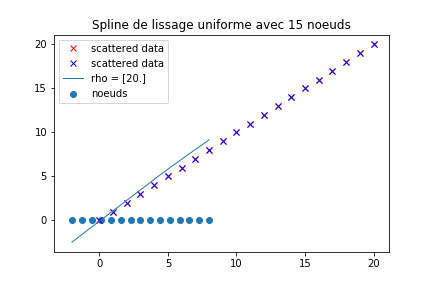 Spline de lissage uniforme avec 15 noeuds
scattered data
scattered data
rho = [20.]
noeuds
20
15
10
5
0
0 5 10 15 20